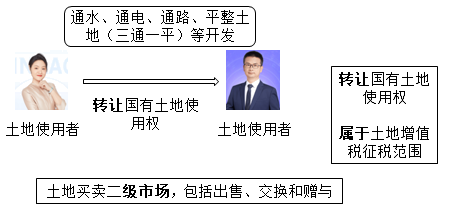 通水、通电、通路、平整土
地（三通一平）等开发
转让国有土地使
用权
土地使用者
土地使用者
转让国有土地
使用权
属于土地增值
税征税范围
土地买卖二级市场，包括出售、交换和赠与